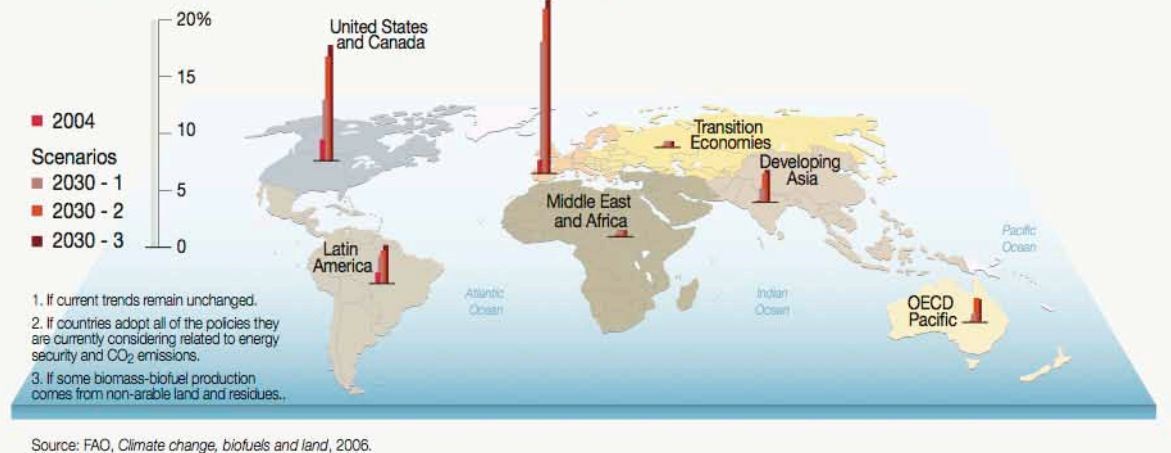 20%
15
10
5
0
2004
Scenarios
2030 - 1
2030 - 2
2030 - 3
United States
and Canada
Transition
Economies
Developing
Asia
Middle East
and Africa
Latin
America
OECD
Pacific
Atlantic
Ocean
Indian
Ocean
Pacific
Ocean
1. If current trends remain unchanged.
2. If countries adopt all of the policies they
are currently considering related to energy
security and CO₂ emissions.
3. If some biomass-biofuel production
comes from non-arable land and residues..
Source: FAO, Climate change, biofuels and land, 2006.